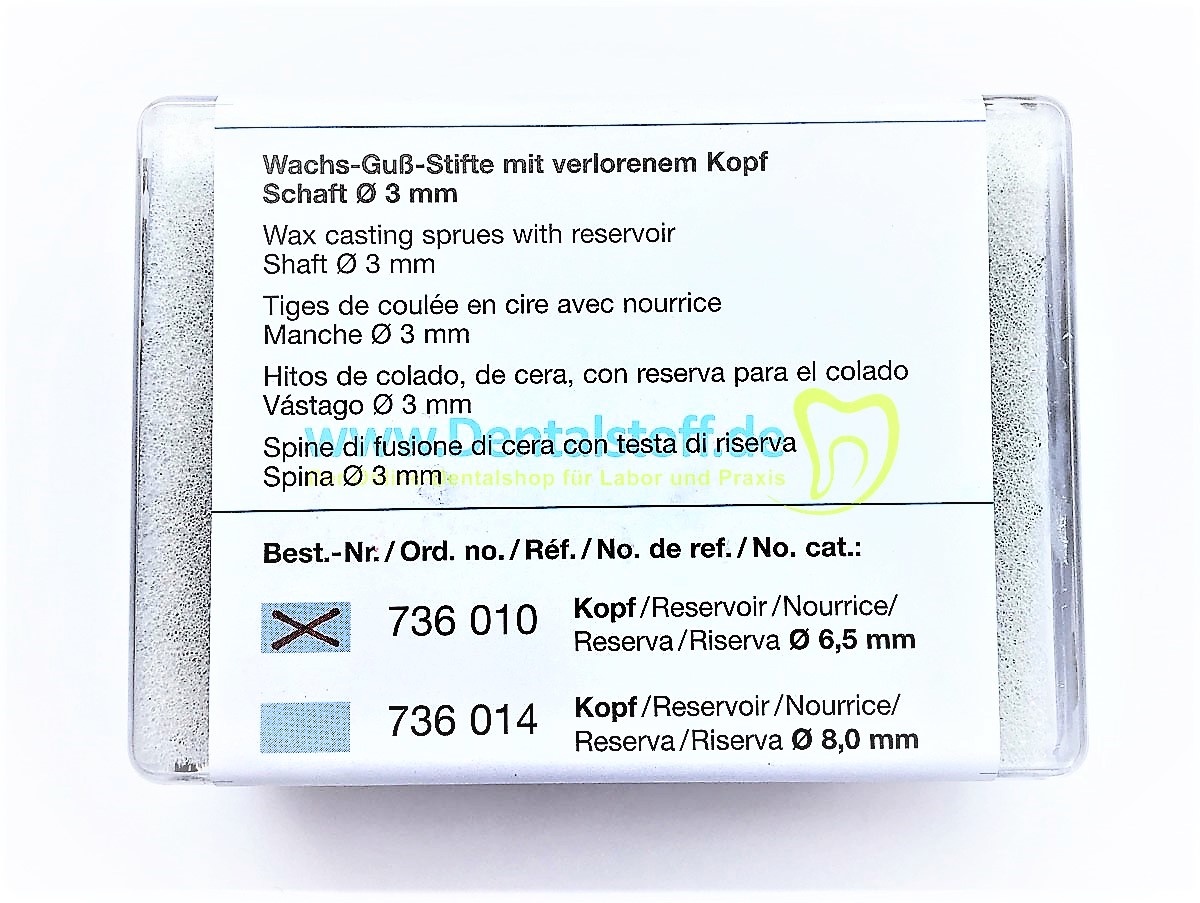 Wachs-Guß-Stifte mit verlorenem Kopf
Schaft Ø 3 mm
Wax casting sprues with reservoir
Shaft Ø 3 mm
Tiges de coulée en cire avec nourrice
Manche Ø 3 mm
Hitos de colado, de cera, con reserva para el colado
Vástago Ø 3 mm
www.Dentalstoff.de
Spine di fusione di cera con testa di riserva
Spina Ø 3 mm
Dentalshop für Labor und Praxis
Best.-Nr./Ord. no./Réf./No. de ref./No. cat.:
736 010
Kopf/Reservoir/Nourrice/
Reserva/Riserva Ø 6,5 mm
736 014
Kopf/Reservoir/Nourrice/
Reserva/Riserva Ø 8,0 mm